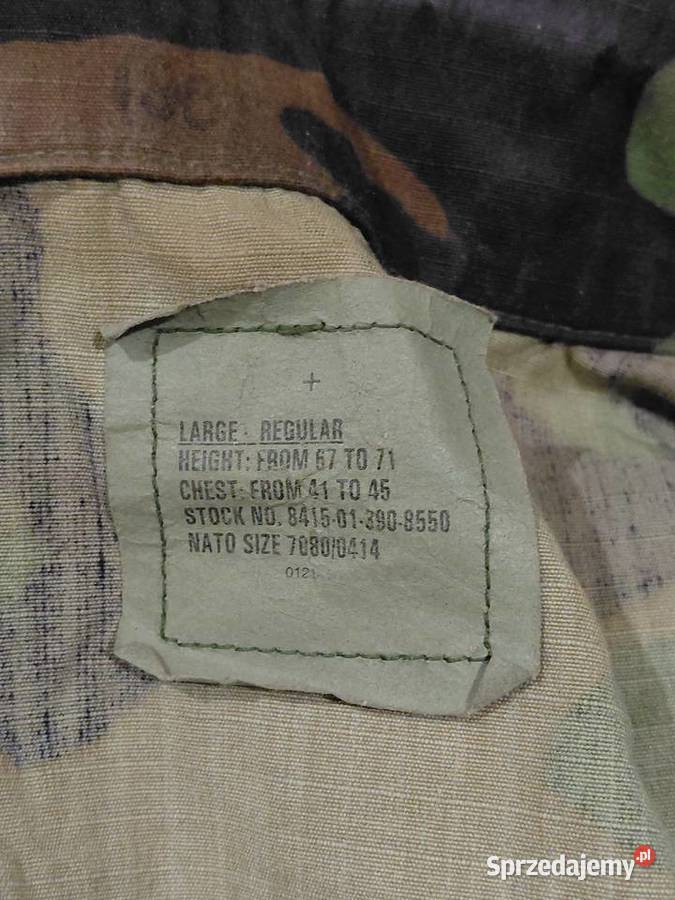 +
LARGE - REGULAR
HEIGHT: FROM 67 TO 71
CHEST: FROM 41 TO 45
STOCK NO. 8415-01-390-8550
NATO SIZE 7080/0414
0121
Sprzedajemy.pl